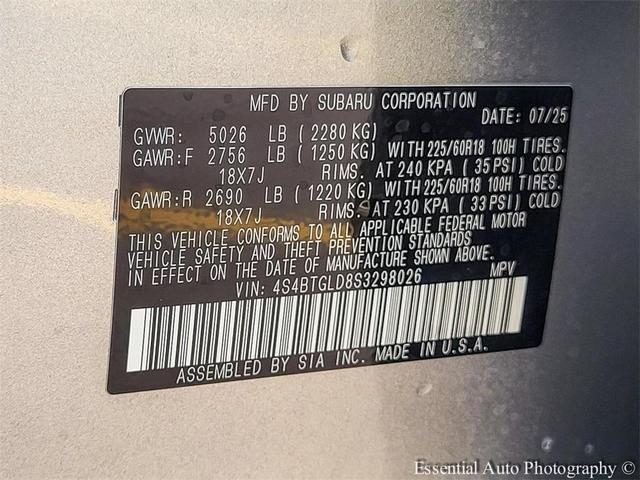 MFD BY SUBARU CORPORATION DATE: 07/25
GVWR: 5026 LB ( 2280 KG)
GAWR:F 2756 LB ( 1250 KG) WITH 225/60R18 100H TIRES.
18X7J RIMS. AT 240 KPA ( 35 PSI) COLD
GAWR:R 2690 LB ( 1220 KG) WITH 225/60R18 100H TIRES.
18X7J RIMS. AT 230 KPA ( 33 PSI) COLD
THIS VEHICLE CONFORMS TO ALL APPLICABLE FEDERAL MOTOR
VEHICLE SAFETY AND THEFT PREVENTION STANDARDS
IN EFFECT ON THE DATE OF MANUFACTURE SHOWN ABOVE.
VIN: 4S4BTGLD8S3298026 MPV
ASSEMBLED BY SIA INC. MADE IN U.S.A.
Essential Auto Photography ©